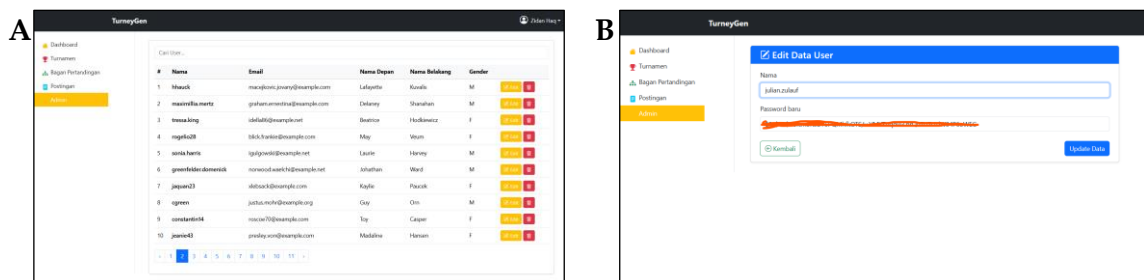 A
TurneyGen
Zidan Haq
Dashboard
Turnamen
Bagan Pertandingan
Postingan
Admin
Cari User...
# Nama Email Nama Depan Nama Belakang Gender
1 hhauck macejkovic.jovany@example.com Lafayette Kuvalis M
2 maximillia.mertz graham.ernestina@example.com Delaney Shanahan M
3 tressa.king idella86@example.net Beatrice Hodkiewicz F
4 rogelio28 blick.frankie@example.com May Veum F
5 sonia.harris igulgowski@example.net Laurie Harvey M
6 greenfelder.domenick norwood.waelchi@example.net Johathan Ward M
7 jaquan23 xlebsack@example.com Kaylie Paucek F
8 cgreen justus.mohr@example.org Guy Orn M
9 constantin14 roscoe70@example.com Toy Casper F
10 jeanie43 presley.von@example.com Madaline Hansen F
‹ 1 2 3 4 5 6 7 8 9 10 11 ›
B
TurneyGen
Dashboard
Turnamen
Bagan Pertandingan
Postingan
Admin
Edit Data User
Nama
julian.zulauf
Password baru
Kembali
Update Data